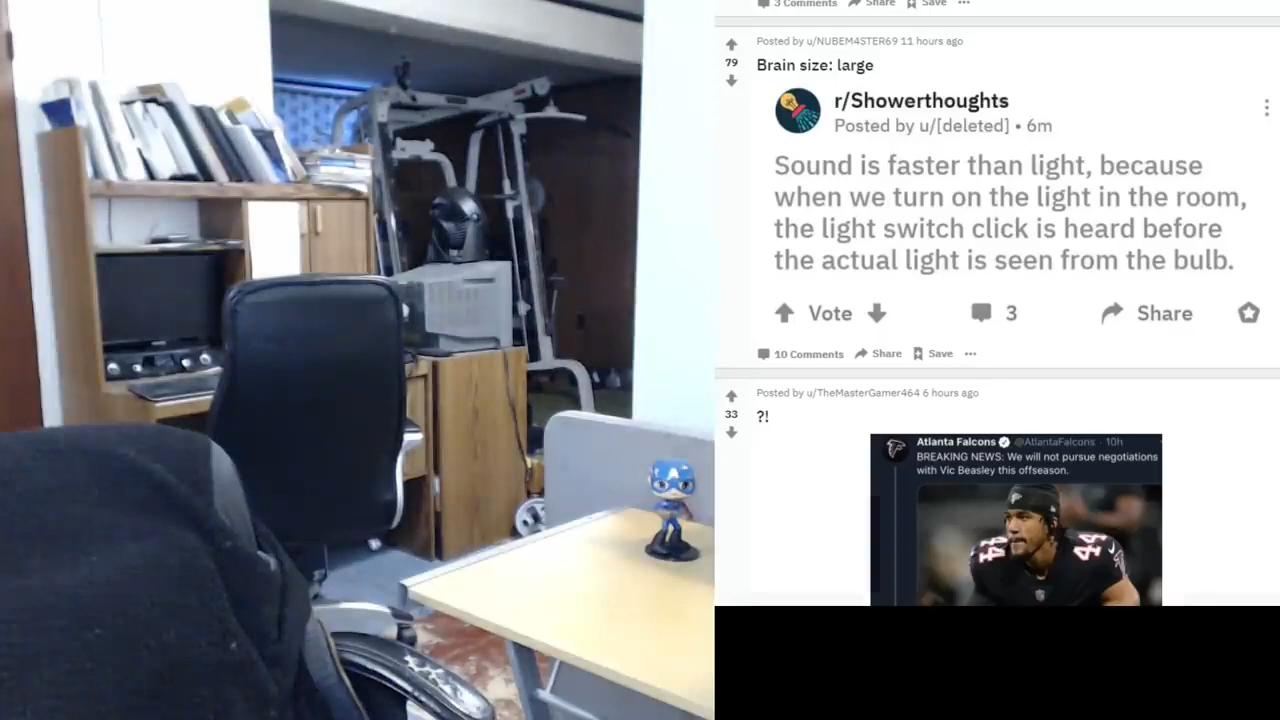 3 Comments Share Save
Posted by u/NUBEM4STER69 11 hours ago
79
Brain size: large
r/Showerthoughts
Posted by u/[deleted] • 6m
Sound is faster than light, because
when we turn on the light in the room,
the light switch click is heard before
the actual light is seen from the bulb.
Vote 3 Share
10 Comments Share Save
Posted by u/TheMasterGamer464 6 hours ago
33
?!
Atlanta Falcons @AtlantaFalcons · 10h
BREAKING NEWS: We will not pursue negotiations
with Vic Beasley this offseason.
44 44
A